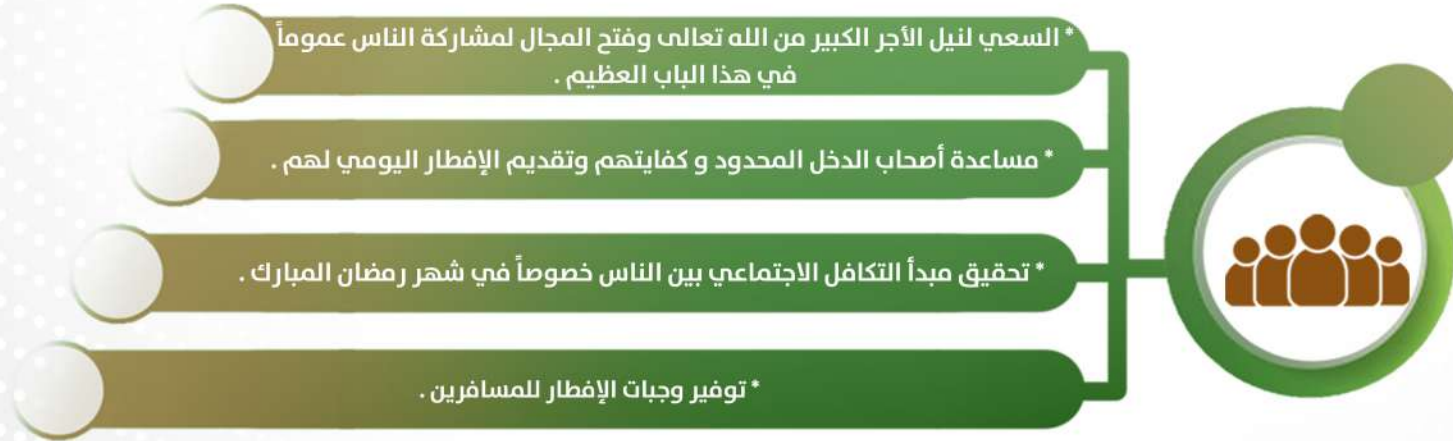 * السعي لنيل الأجر الكبير من الله تعالى وفتح المجال لمشاركة الناس عموماً
في هذا الباب العظيم .
* مساعدة أصحاب الدخل المحدود و كفايتهم وتقديم الإفطار اليومي لهم .
* تحقيق مبدأ التكافل الاجتماعي بين الناس خصوصاً في شهر رمضان المبارك .
* توفير وجبات الإفطار للمسافرين .